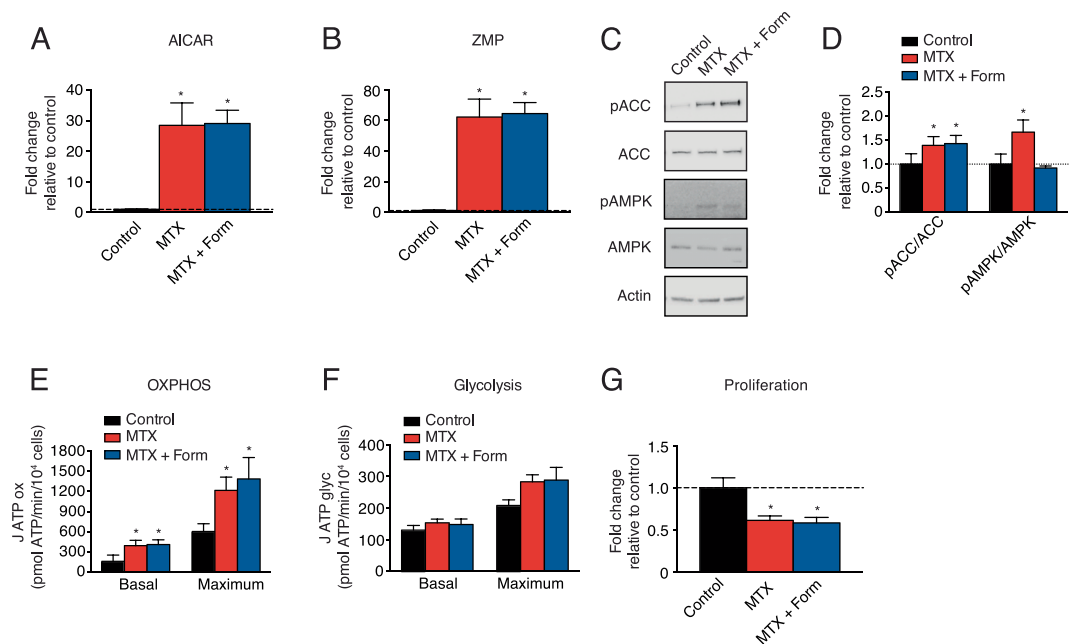 A
AICAR
Fold change
relative to control
40
30
20
10
0
*
*
Control
MTX
MTX + Form
B
ZMP
Fold change
relative to control
80
60
40
20
0
*
*
Control
MTX
MTX + Form
C
Control
MTX
MTX + Form
pACC
ACC
pAMPK
AMPK
Actin
D
Control
MTX
MTX + Form
Fold change
relative to control
2.0
1.5
1.0
0.5
0
* * *
pACC/ACC
pAMPK/AMPK
E
OXPHOS
Control
MTX
MTX + Form
J ATP ox
(pmol ATP/min/10⁴ cells)
1800
1500
1200
900
600
300
0
* *
* *
Basal
Maximum
F
Glycolysis
Control
MTX
MTX + Form
J ATP glyc
(pmol ATP/min/10⁴ cells)
400
300
200
100
0
Basal
Maximum
G
Proliferation
Fold change
relative to control
1.5
1.0
0.5
0
*
*
Control
MTX
MTX + Form